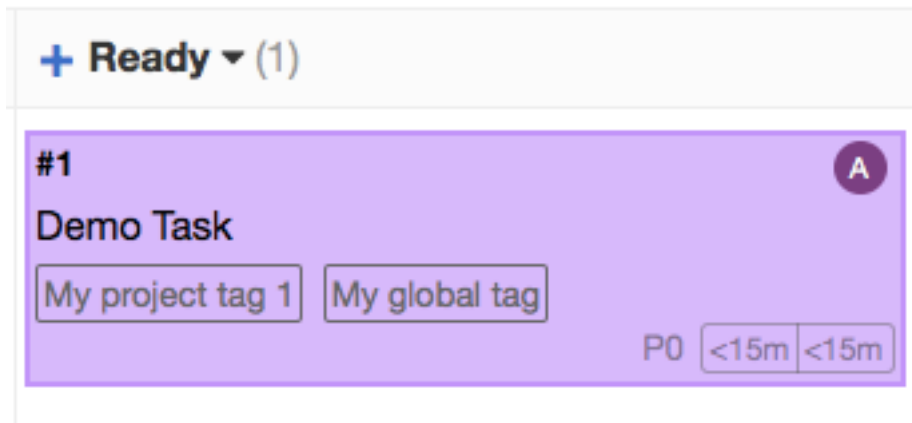 + Ready (1)
#1 A
Demo Task
My project tag 1 My global tag
P0 <15m <15m